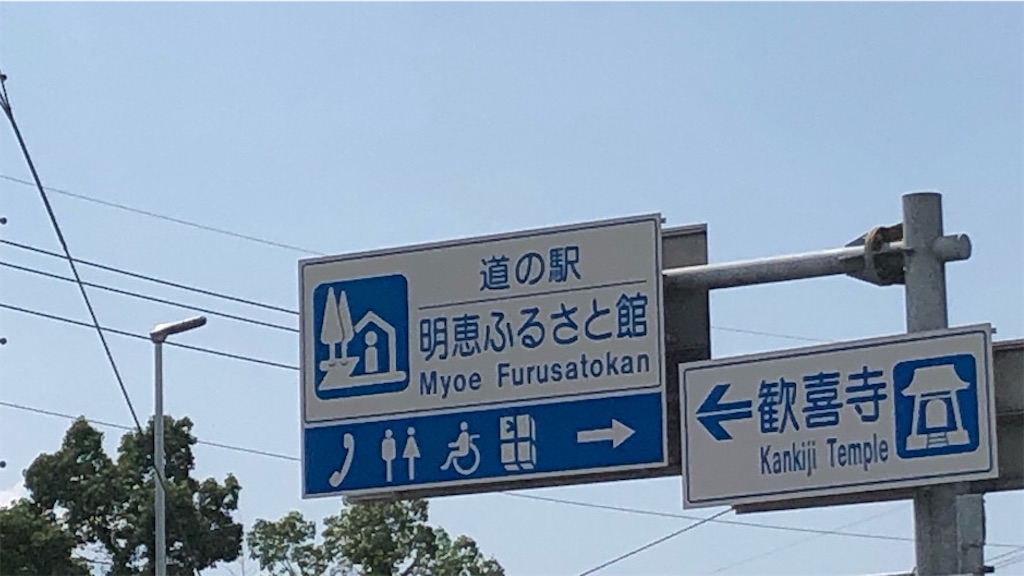 道の駅
明恵ふるさと館
Myoe Furusatokan
歓喜寺
Kankiji Temple